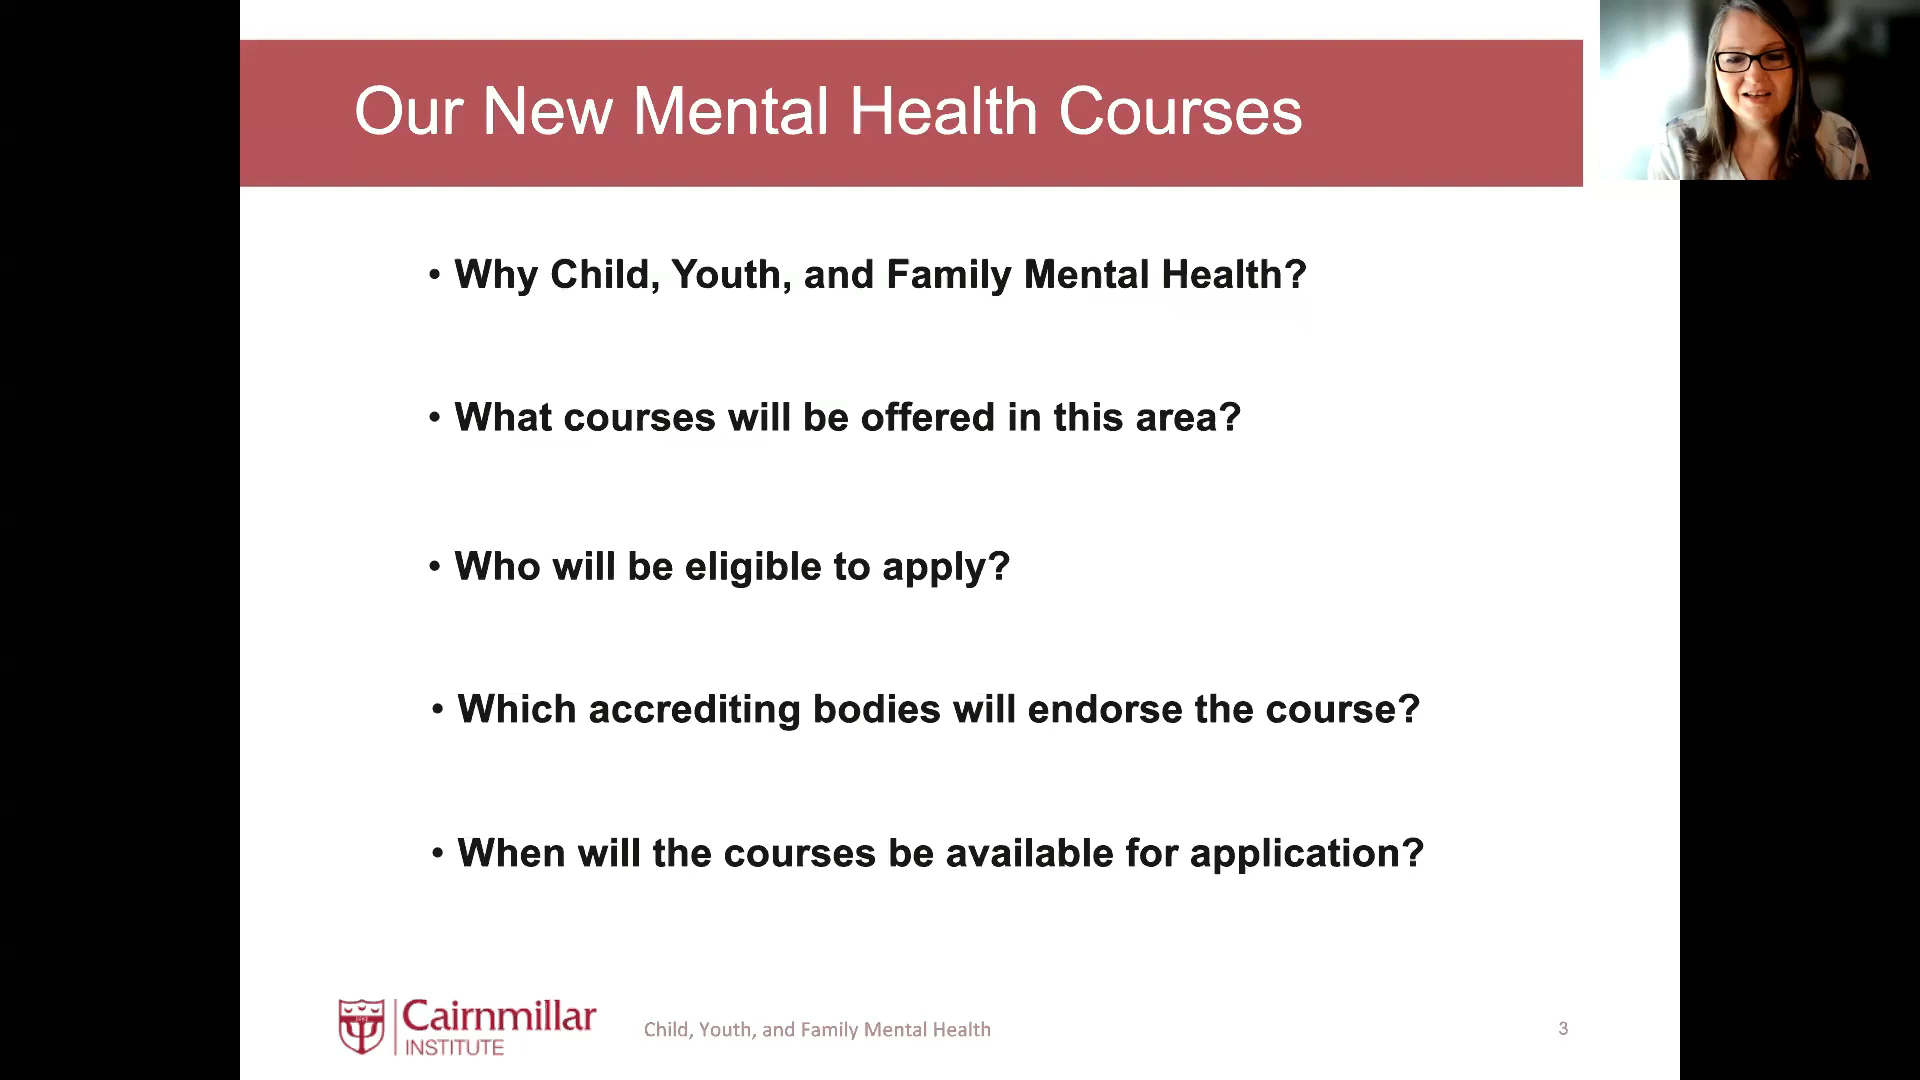 Our New Mental Health Courses
• Why Child, Youth, and Family Mental Health?
• What courses will be offered in this area?
• Who will be eligible to apply?
• Which accrediting bodies will endorse the course?
• When will the courses be available for application?
Cairnmillar
INSTITUTE
Child, Youth, and Family Mental Health
3